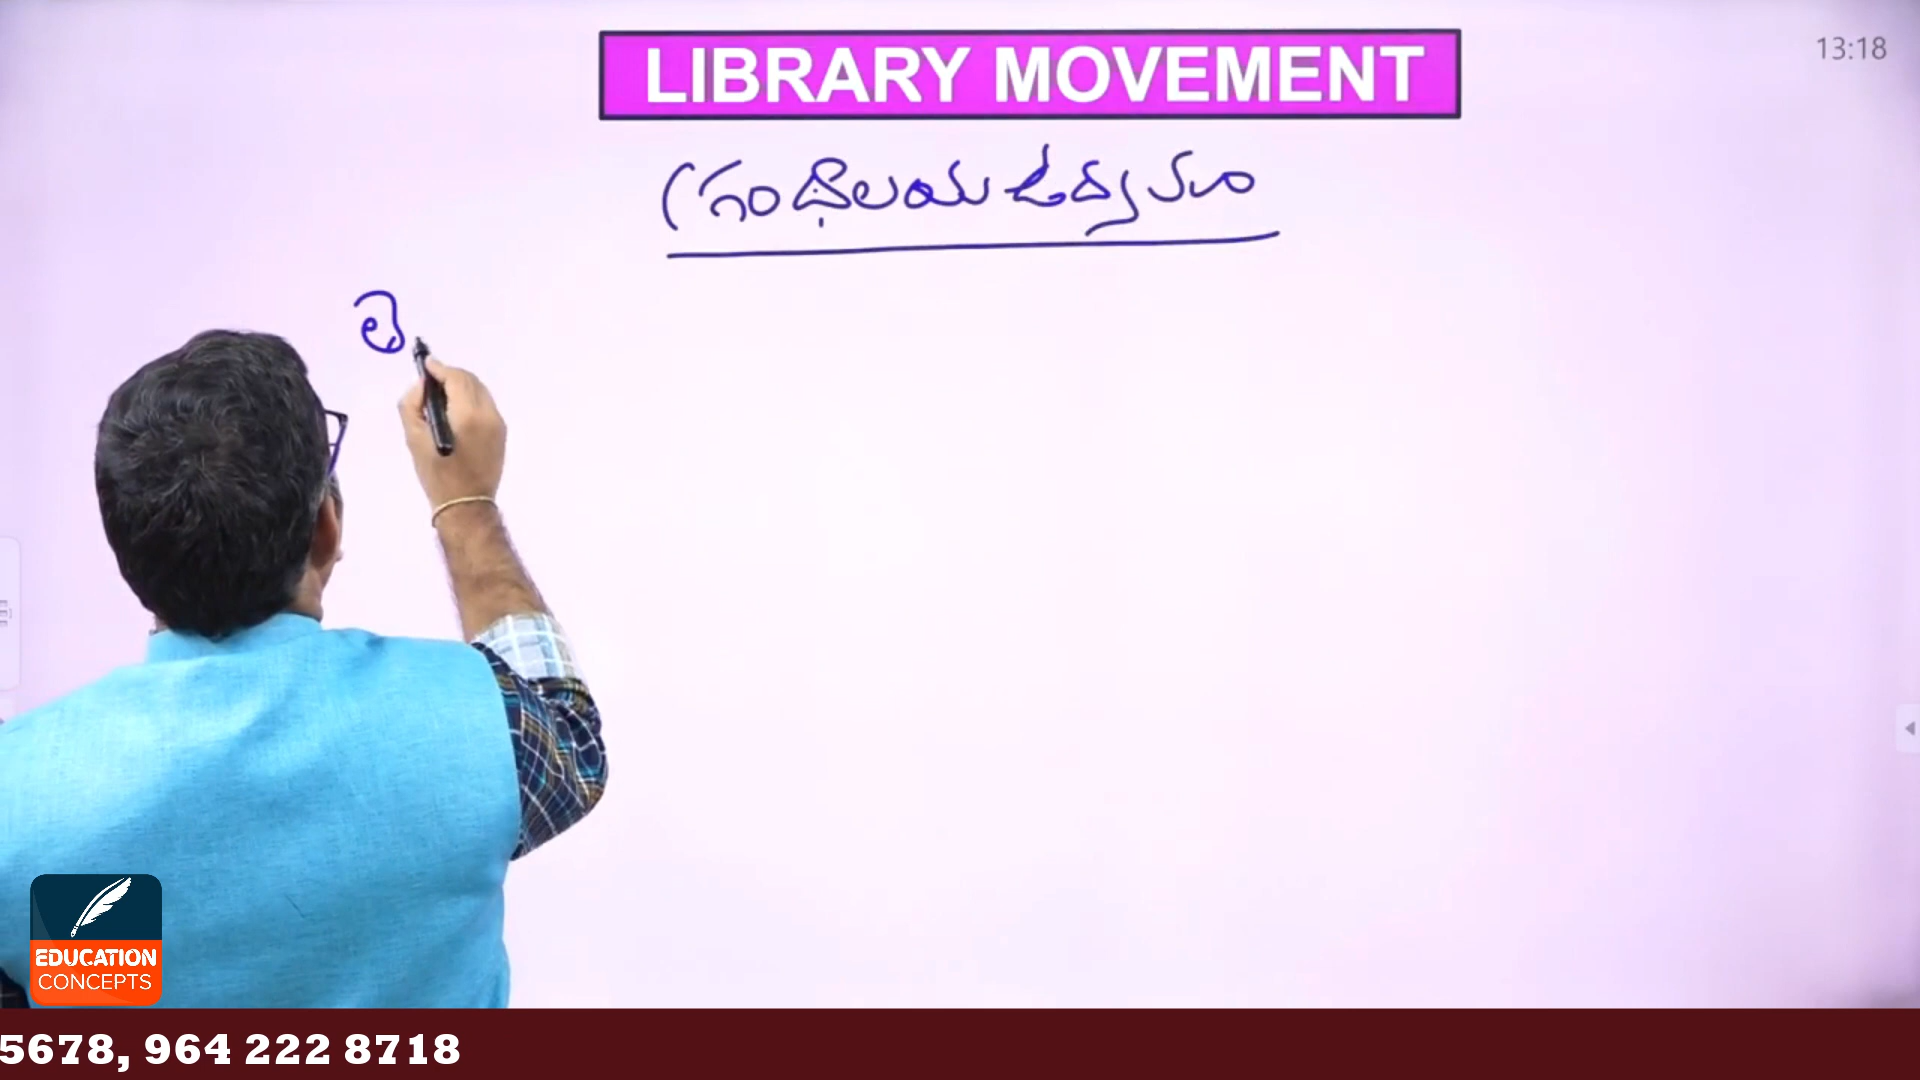 LIBRARY MOVEMENT
13:18
గ్రంథాలయ ఉద్యమం
లై
EDUCATION
CONCEPTS
5678, 964 222 8718